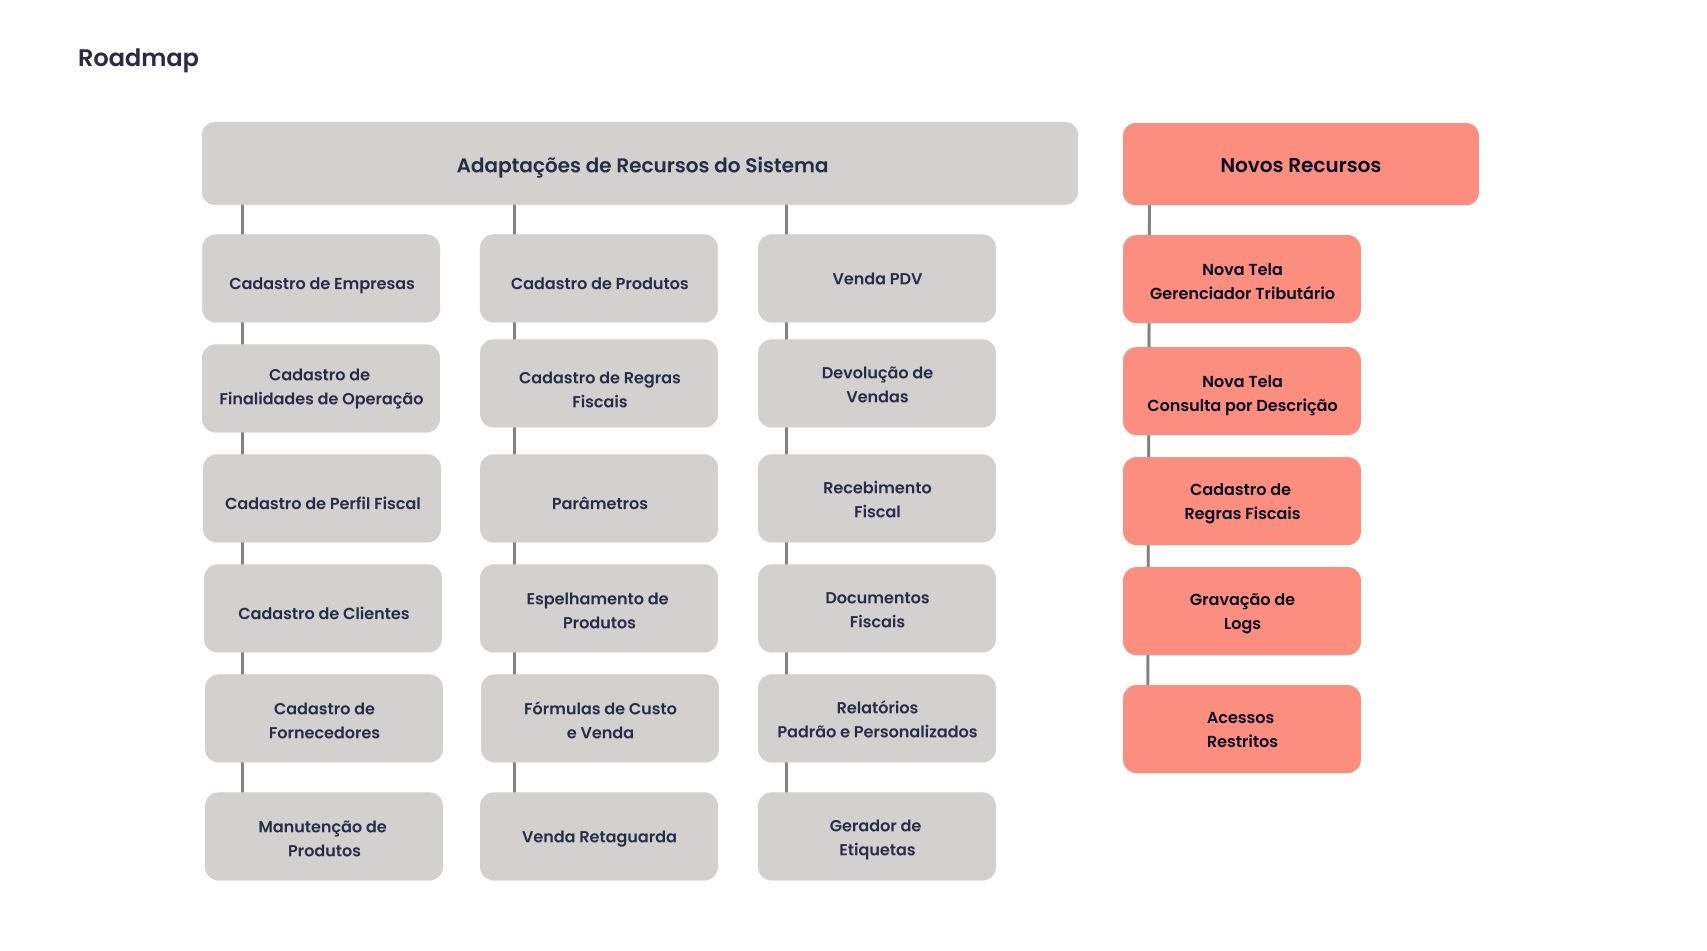 Roadmap
Adaptações de Recursos do Sistema
Cadastro de Empresas
Cadastro de
Finalidades de Operação
Cadastro de Perfil Fiscal
Cadastro de Clientes
Cadastro de
Fornecedores
Manutenção de
Produtos
Cadastro de Produtos
Cadastro de Regras
Fiscais
Parâmetros
Espelhamento de
Produtos
Fórmulas de Custo
e Venda
Venda Retaguarda
Venda PDV
Devolução de
Vendas
Recebimento
Fiscal
Documentos
Fiscais
Relatórios
Padrão e Personalizados
Gerador de
Etiquetas
Novos Recursos
Nova Tela
Gerenciador Tributário
Nova Tela
Consulta por Descrição
Cadastro de
Regras Fiscais
Gravação de
Logs
Acessos
Restritos